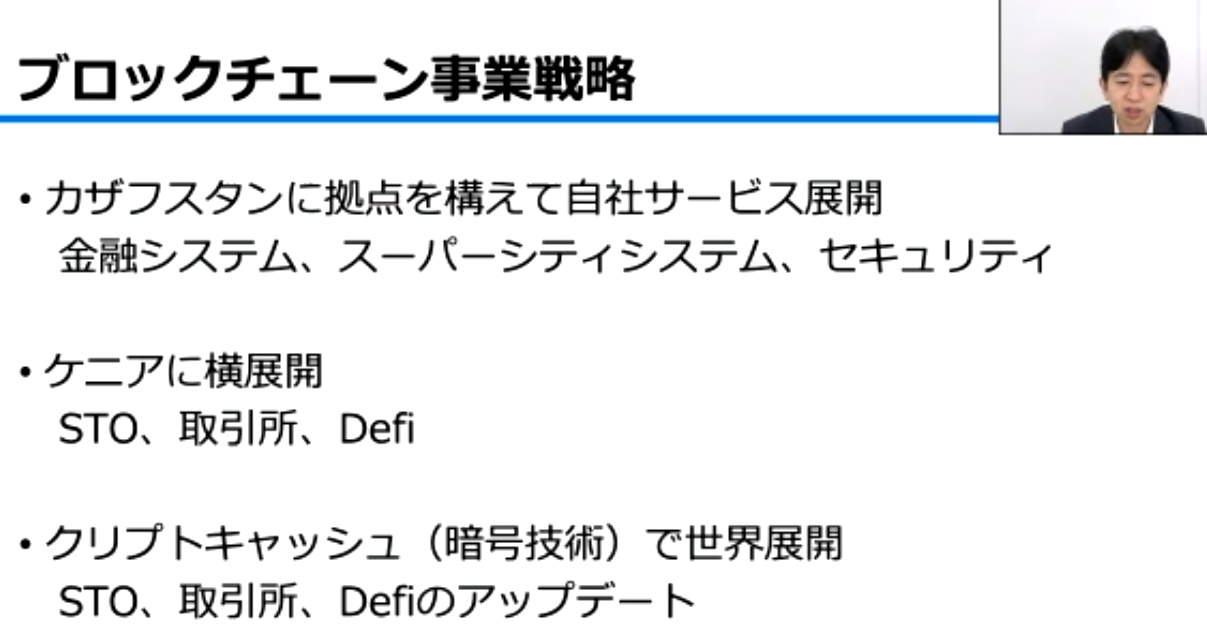 ブロックチェーン事業戦略
• カザフスタンに拠点を構えて自社サービス展開
金融システム、スーパーシティシステム、セキュリティ
• ケニアに横展開
STO、取引所、Defi
• クリプトキャッシュ（暗号技術）で世界展開
STO、取引所、Defiのアップデート